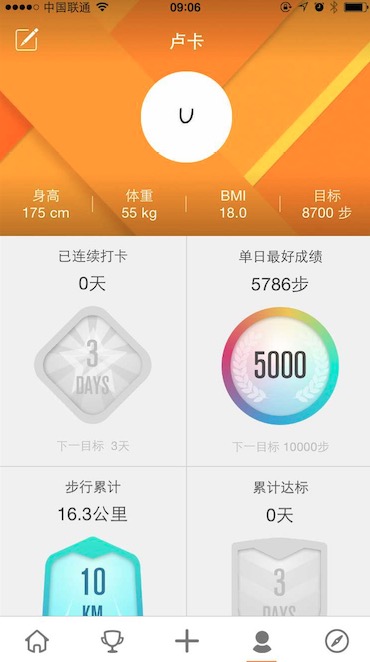 中国联通 09:06
卢卡
身高 体重 BMI 目标
175 cm 55 kg 18.0 8700 步
已连续打卡 单日最好成绩
0天 5786步
3
DAYS
5000
下一目标 3天 下一目标 10000步
步行累计 累计达标
16.3公里 0天
10
KM
3
DAYS